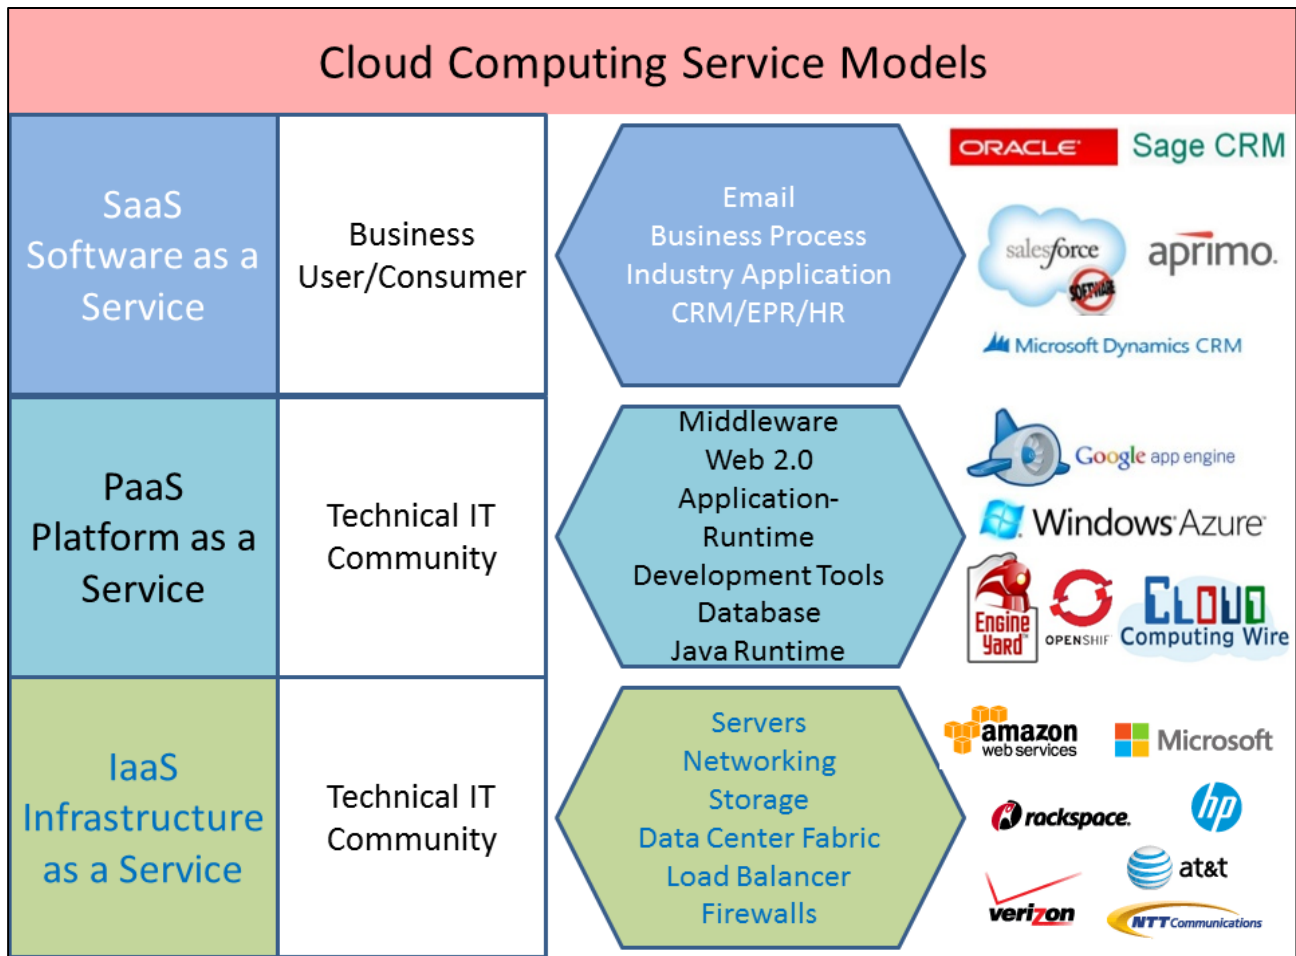 Cloud Computing Service Models
SaaS
Software as a
Service
Business
User/Consumer
Email
Business Process
Industry Application
CRM/EPR/HR
ORACLE
Sage CRM
salesforce
SOFTWARE
aprimo.
Microsoft Dynamics CRM
PaaS
Platform as a
Service
Technical IT
Community
Middleware
Web 2.0
Application-
Runtime
Development Tools
Database
Java Runtime
Google app engine
Windows Azure
Engine
Yard
OPENSHIF
CLOUD
Computing Wire
IaaS
Infrastructure
as a Service
Technical IT
Community
Servers
Networking
Storage
Data Center Fabric
Load Balancer
Firewalls
amazon
web services
Microsoft
rackspace.
hp
at&t
verizon
NTT Communications